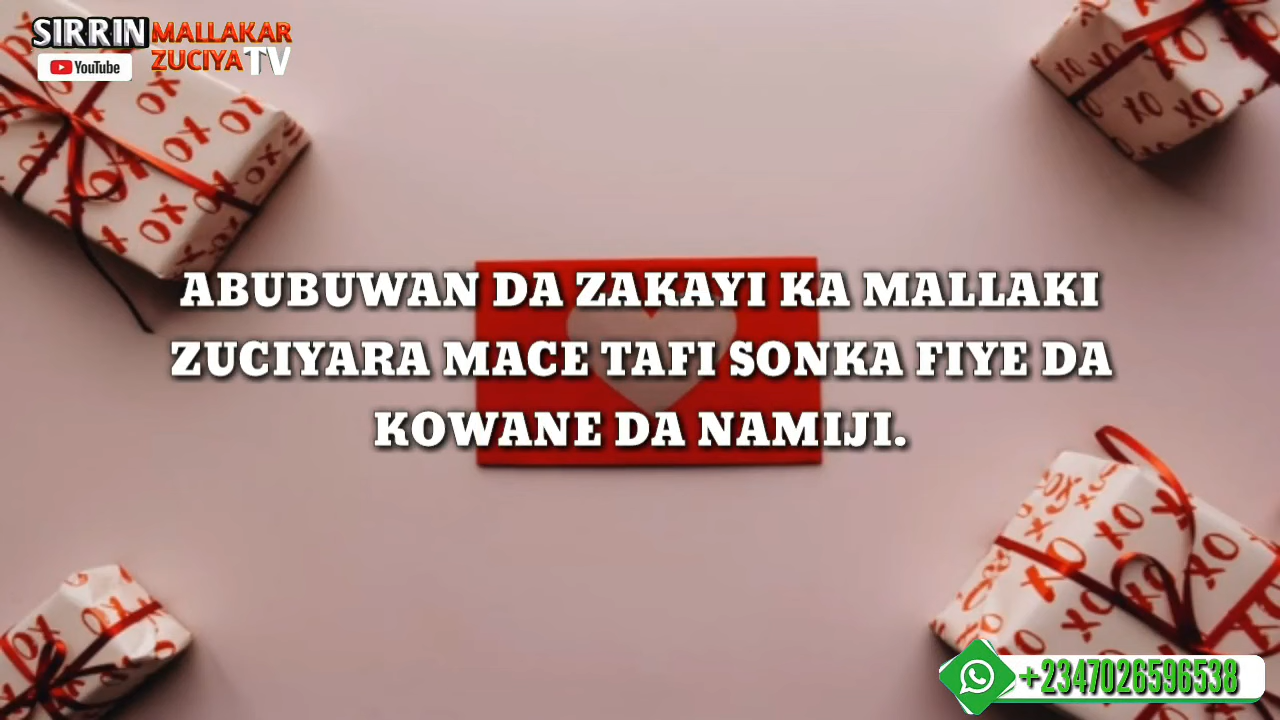 SIRRIN MALLAKAR
YouTube ZUCIYA TV
ABUBUWAN DA ZAKAYI KA MALLAKI
ZUCIYARA MACE TAFI SONKA FIYE DA
KOWANE DA NAMIJI.
+2347026596538